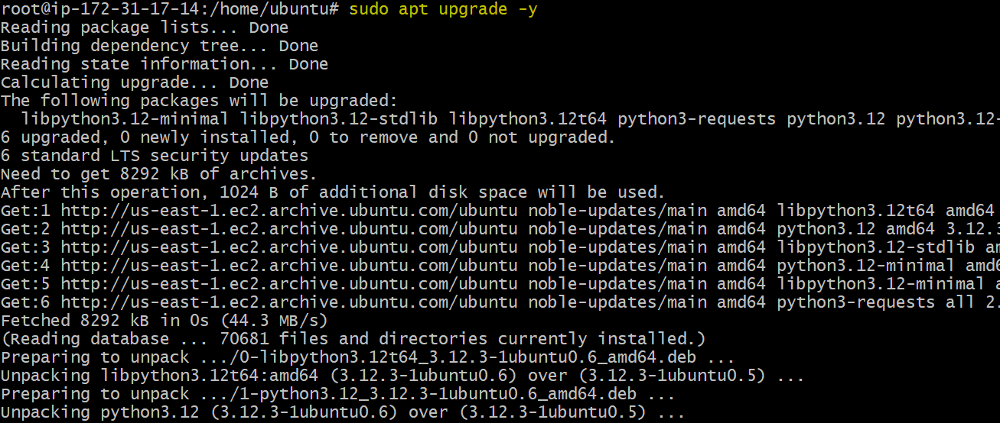 root@ip-172-31-17-14:/home/ubuntu# sudo apt upgrade -y
Reading package lists... Done
Building dependency tree... Done
Reading state information... Done
Calculating upgrade... Done
The following packages will be upgraded:
  libpython3.12-minimal libpython3.12-stdlib libpython3.12t64 python3-requests python3.12 python3.12-
6 upgraded, 0 newly installed, 0 to remove and 0 not upgraded.
6 standard LTS security updates
Need to get 8292 kB of archives.
After this operation, 1024 B of additional disk space will be used.
Get:1 http://us-east-1.ec2.archive.ubuntu.com/ubuntu noble-updates/main amd64 libpython3.12t64 amd64
Get:2 http://us-east-1.ec2.archive.ubuntu.com/ubuntu noble-updates/main amd64 python3.12 amd64 3.12.3
Get:3 http://us-east-1.ec2.archive.ubuntu.com/ubuntu noble-updates/main amd64 libpython3.12-stdlib am
Get:4 http://us-east-1.ec2.archive.ubuntu.com/ubuntu noble-updates/main amd64 python3.12-minimal amd6
Get:5 http://us-east-1.ec2.archive.ubuntu.com/ubuntu noble-updates/main amd64 libpython3.12-minimal a
Get:6 http://us-east-1.ec2.archive.ubuntu.com/ubuntu noble-updates/main amd64 python3-requests all 2.
Fetched 8292 kB in 0s (44.3 MB/s)
(Reading database ... 70681 files and directories currently installed.)
Preparing to unpack .../0-libpython3.12t64_3.12.3-1ubuntu0.6_amd64.deb ...
Unpacking libpython3.12t64:amd64 (3.12.3-1ubuntu0.6) over (3.12.3-1ubuntu0.5) ...
Preparing to unpack .../1-python3.12_3.12.3-1ubuntu0.6_amd64.deb ...
Unpacking python3.12 (3.12.3-1ubuntu0.6) over (3.12.3-1ubuntu0.5) ...